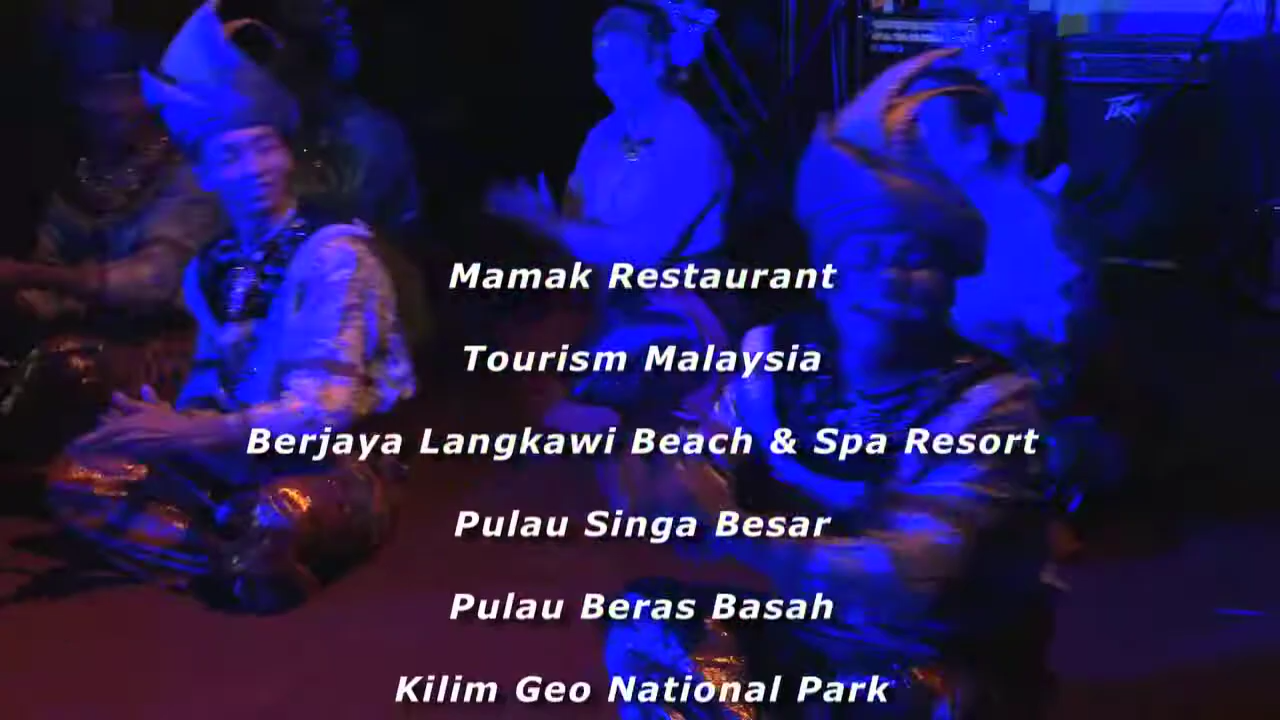 PEAVEY
Mamak Restaurant
Tourism Malaysia
Berjaya Langkawi Beach & Spa Resort
Pulau Singa Besar
Pulau Beras Basah
Kilim Geo National Park